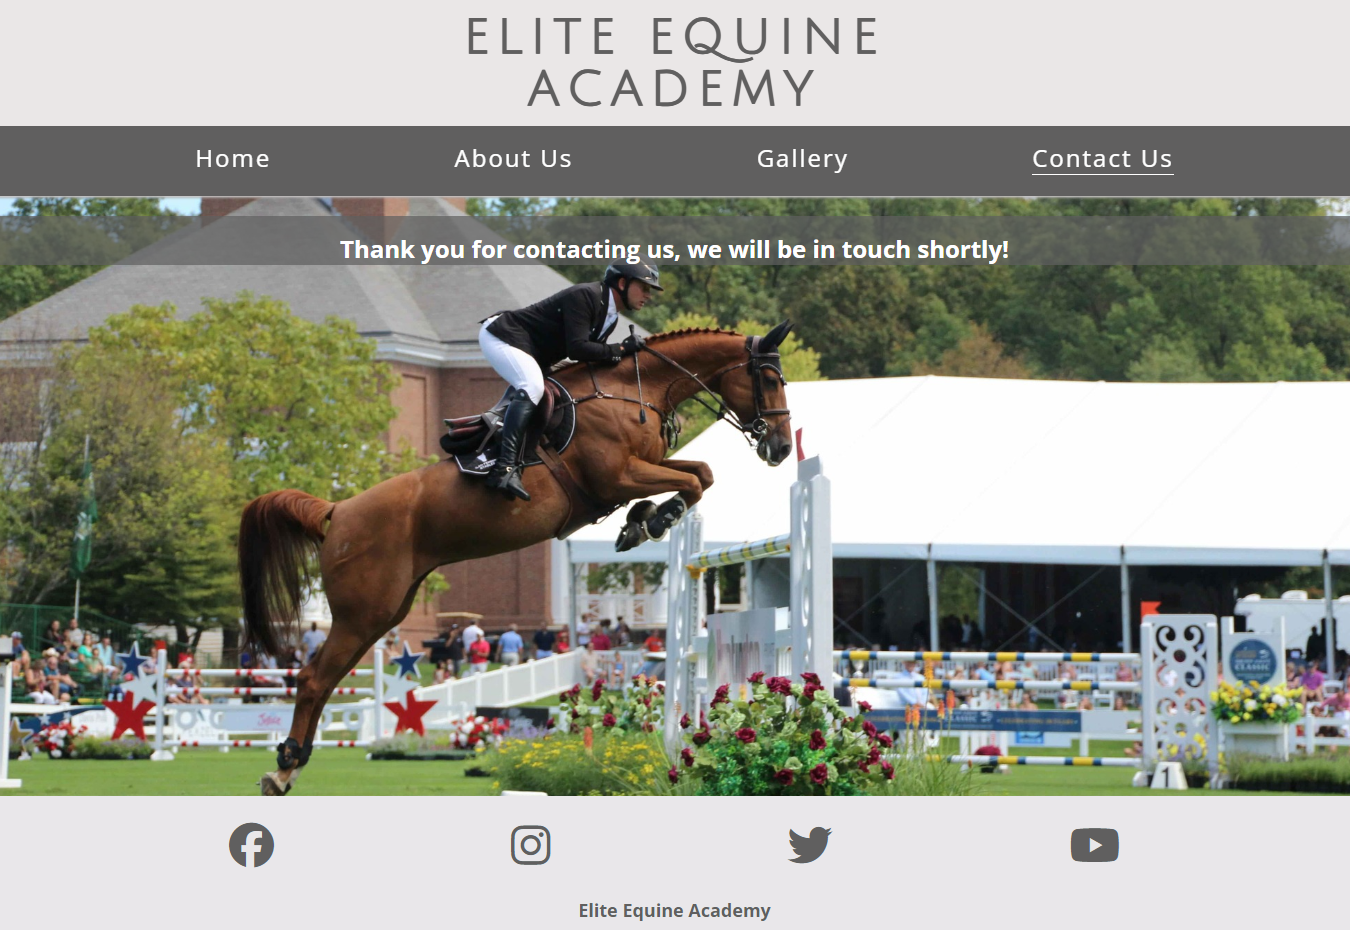 ELITE EQUINE
ACADEMY
Home
About Us
Gallery
Contact Us
Thank you for contacting us, we will be in touch shortly!
CLASSIC
1
Elite Equine Academy